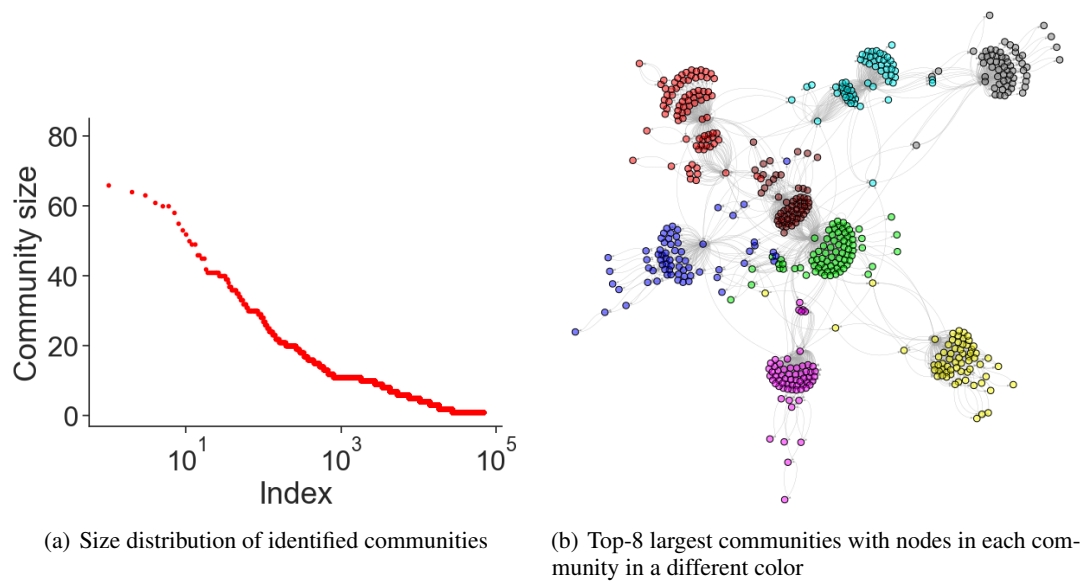 80
60
40
20
0
Community size
10^1
10^3
10^5
Index
(a) Size distribution of identified communities
(b) Top-8 largest communities with nodes in each com-
munity in a different color